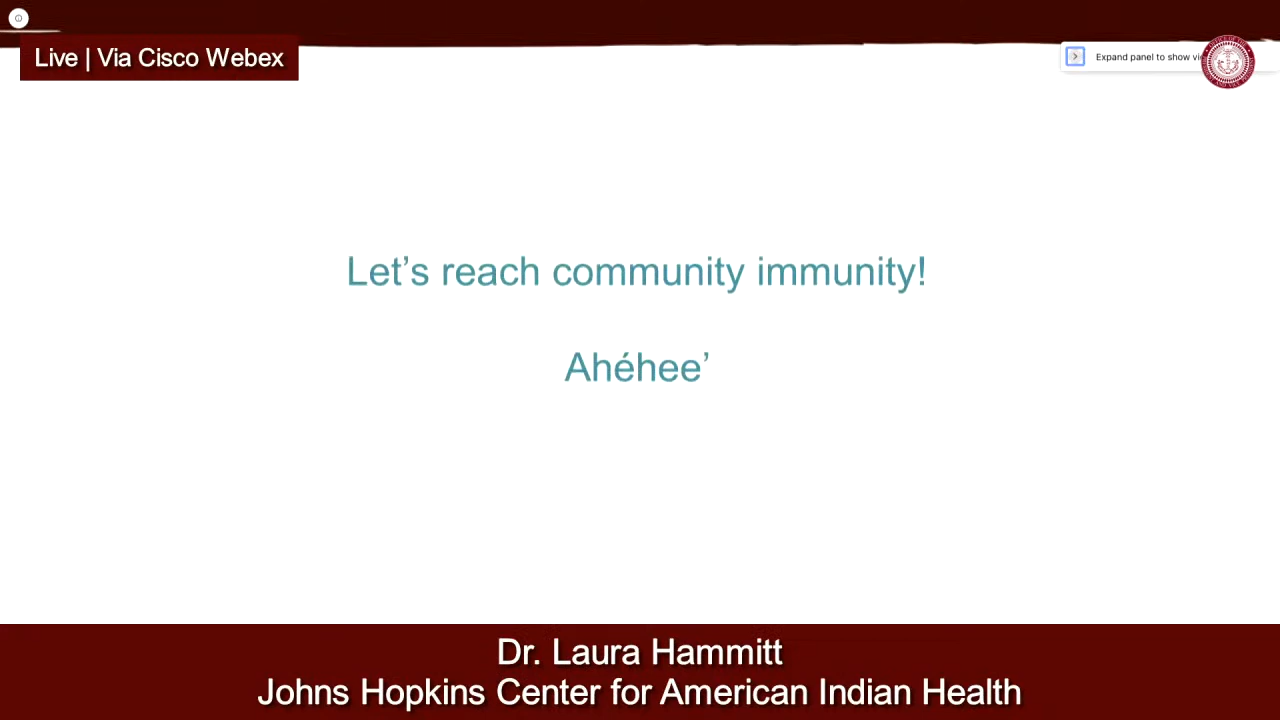 Live | Via Cisco Webex
Expand panel to show
Let’s reach community immunity!
Ahéhee’
Dr. Laura Hammitt
Johns Hopkins Center for American Indian Health